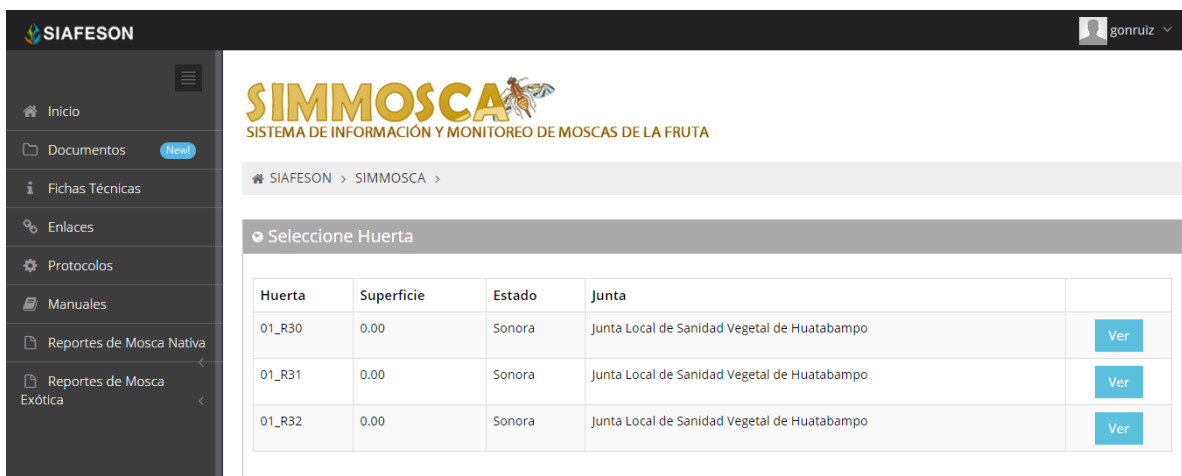 SIAFESON
gonruiz
Inicio
Documentos New!
Fichas Técnicas
Enlaces
Protocolos
Manuales
Reportes de Mosca Nativa
Reportes de Mosca
Exótica
SIMMOSCA
SISTEMA DE INFORMACIÓN Y MONITOREO DE MOSCAS DE LA FRUTA
SIAFESON > SIMMOSCA >
Seleccione Huerta
Huerta Superficie Estado Junta
01_R30 0.00 Sonora Junta Local de Sanidad Vegetal de Huatabampo Ver
01_R31 0.00 Sonora Junta Local de Sanidad Vegetal de Huatabampo Ver
01_R32 0.00 Sonora Junta Local de Sanidad Vegetal de Huatabampo Ver